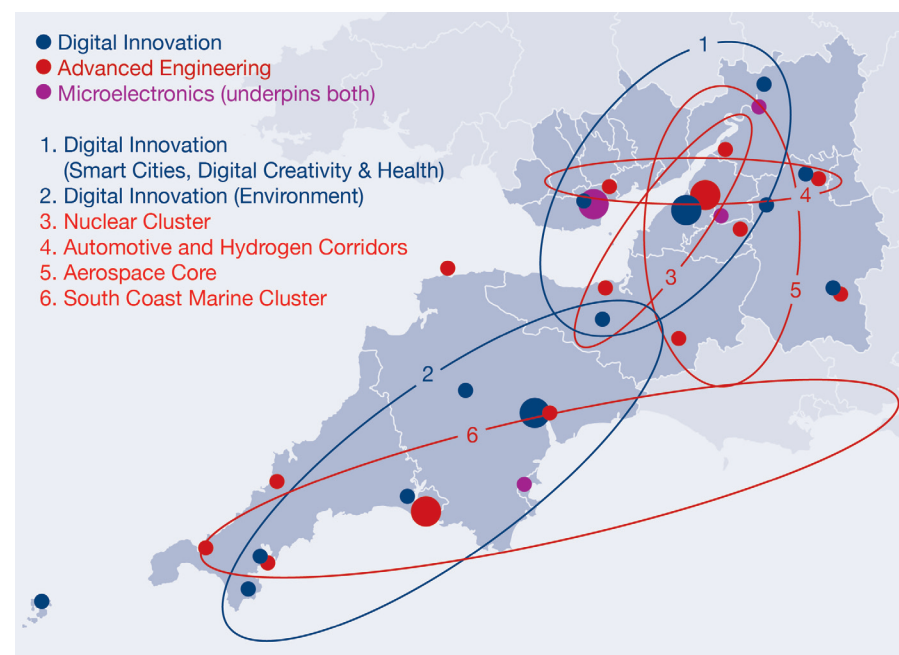 Digital Innovation
Advanced Engineering
Microelectronics (underpins both)
1. Digital Innovation
(Smart Cities, Digital Creativity & Health)
2. Digital Innovation (Environment)
3. Nuclear Cluster
4. Automotive and Hydrogen Corridors
5. Aerospace Core
6. South Coast Marine Cluster
1
4
3
5
2
6